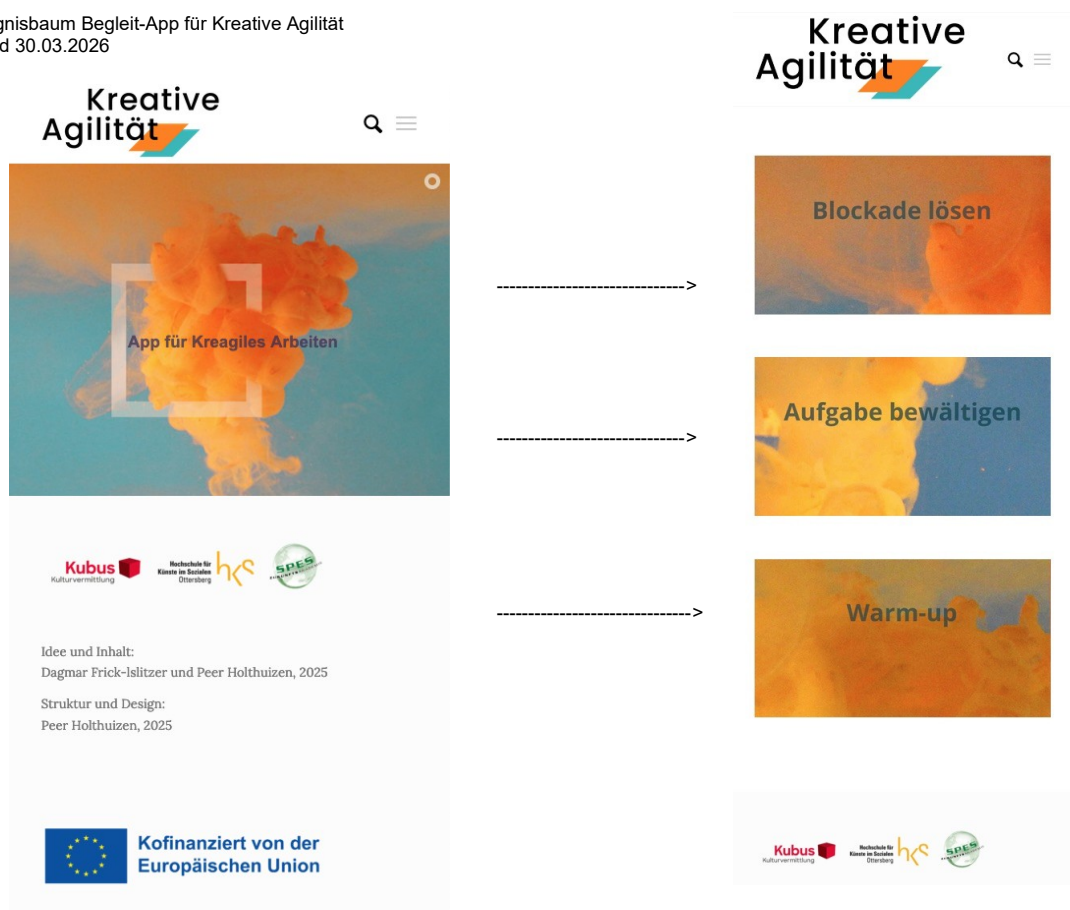 gnisbaum Begleit-App für Kreative Agilität
d 30.03.2026
Kreative
Agilität
App für Kreagiles Arbeiten
Kubus
Kulturvermittlung
Hochschule für
Künste im Sozialen
Ottersberg
hks
SPES
Idee und Inhalt:
Dagmar Frick-Islitzer und Peer Holthuizen, 2025
Struktur und Design:
Peer Holthuizen, 2025
Kofinanziert von der
Europäischen Union
------------------------------>
------------------------------>
------------------------------->
Kreative
Agilität
Blockade lösen
Aufgabe bewältigen
Warm-up
Kubus
Kulturvermittlung
Hochschule für
Künste im Sozialen
Ottersberg
hks
SPES